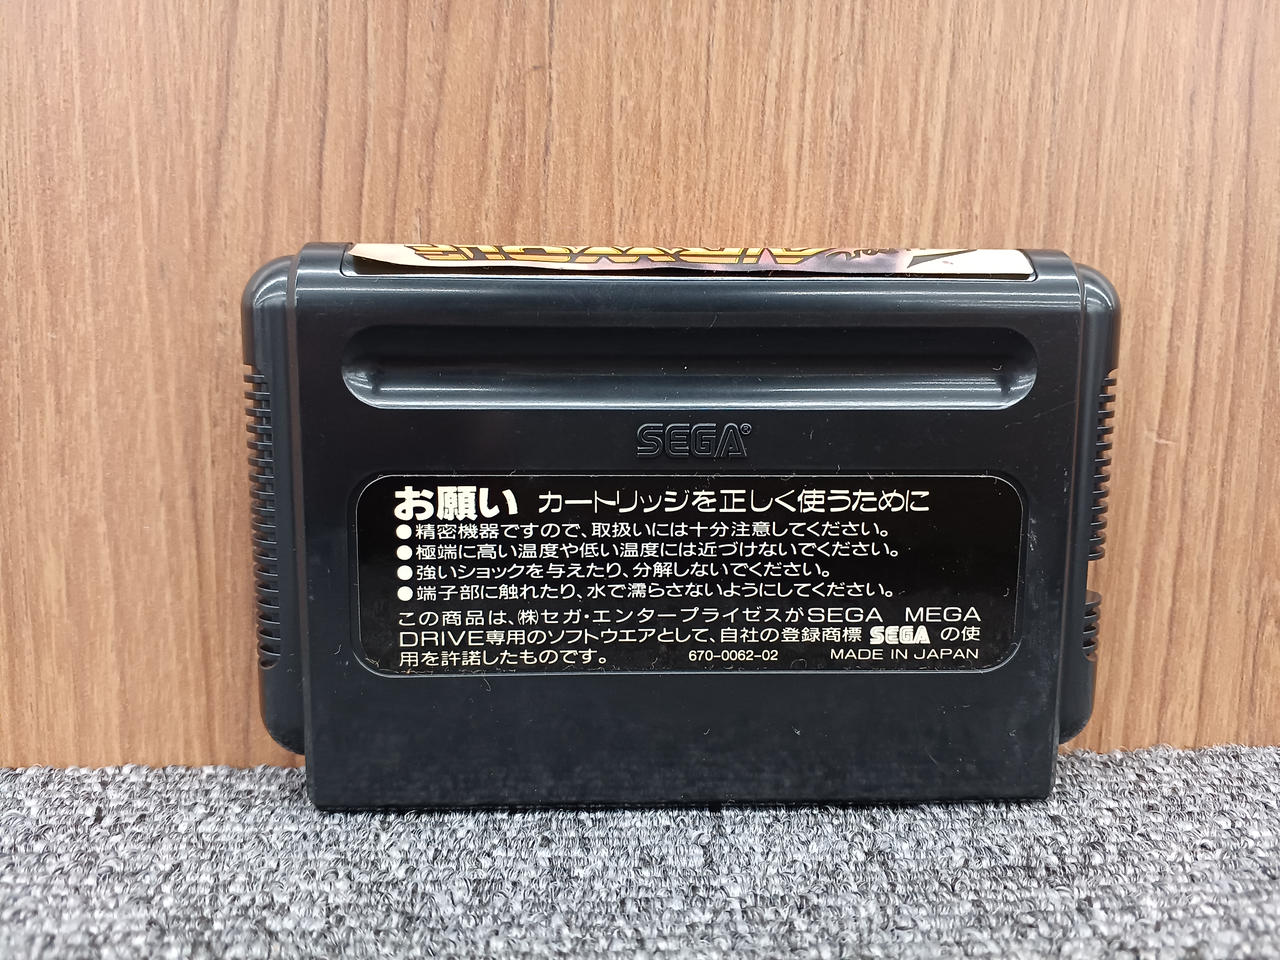 AIRWOLF
SEGA®
お願い カートリッジを正しく使うために
●精密機器ですので、取扱いには十分注意してください。
●極端に高い温度や低い温度には近づけないでください。
●強いショックを与えたり、分解しないでください。
●端子部に触れたり、水で濡らさないようにしてください。
この商品は、㈱セガ・エンタープライゼスがSEGA MEGA
DRIVE専用のソフトウエアとして、自社の登録商標 SEGA の使
用を許諾したものです。 670-0062-02 MADE IN JAPAN